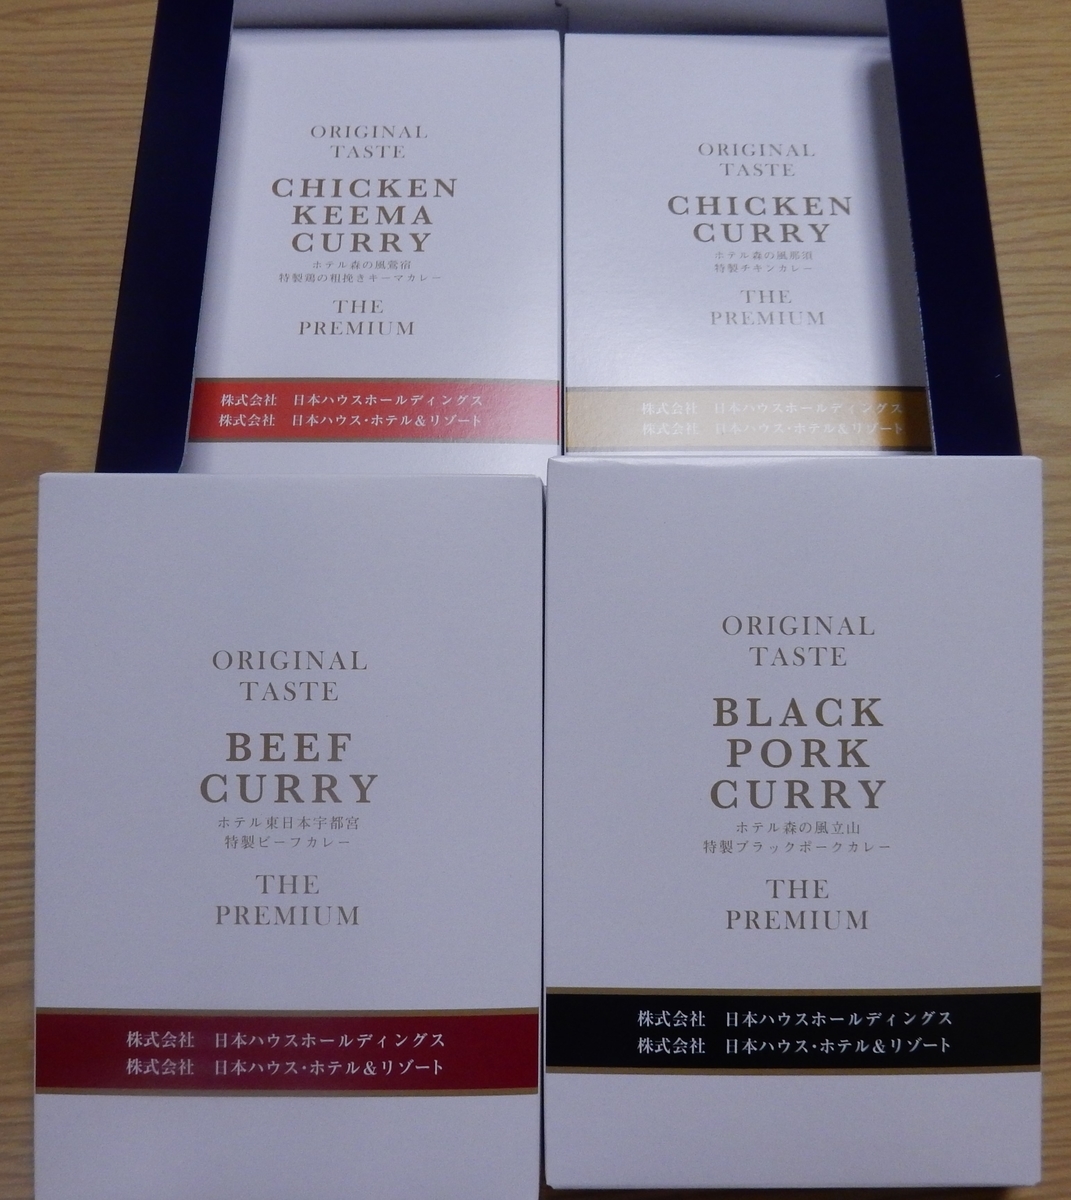 ORIGINAL
TASTE
CHICKEN
KEEMA
CURRY
ホテル森の風鶯宿
特製鶏の粗挽きキーマカレー
THE
PREMIUM
株式会社　日本ハウスホールディングス
株式会社　日本ハウス・ホテル&リゾート
ORIGINAL
TASTE
CHICKEN
CURRY
ホテル森の風那須
特製チキンカレー
THE
PREMIUM
株式会社　日本ハウスホールディングス
株式会社　日本ハウス・ホテル&リゾート
ORIGINAL
TASTE
BEEF
CURRY
ホテル東日本宇都宮
特製ビーフカレー
THE
PREMIUM
株式会社　日本ハウスホールディングス
株式会社　日本ハウス・ホテル&リゾート
ORIGINAL
TASTE
BLACK
PORK
CURRY
ホテル森の風立山
特製ブラックポークカレー
THE
PREMIUM
株式会社　日本ハウスホールディングス
株式会社　日本ハウス・ホテル&リゾート